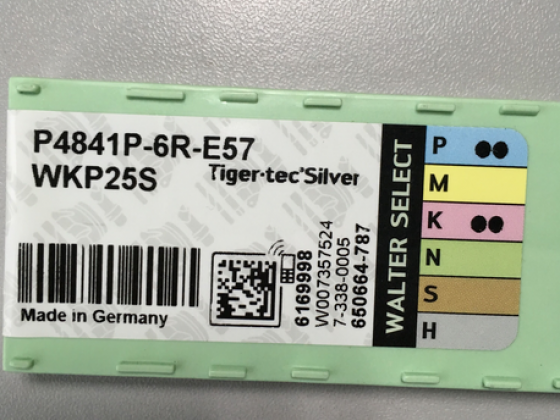 P4841P-6R-E57
WKP25S
Tiger·tec®Silver
Made in Germany
6169998
W007357524
7-338-0005
650664-787
WALTER SELECT
P
M
K
N
S
H